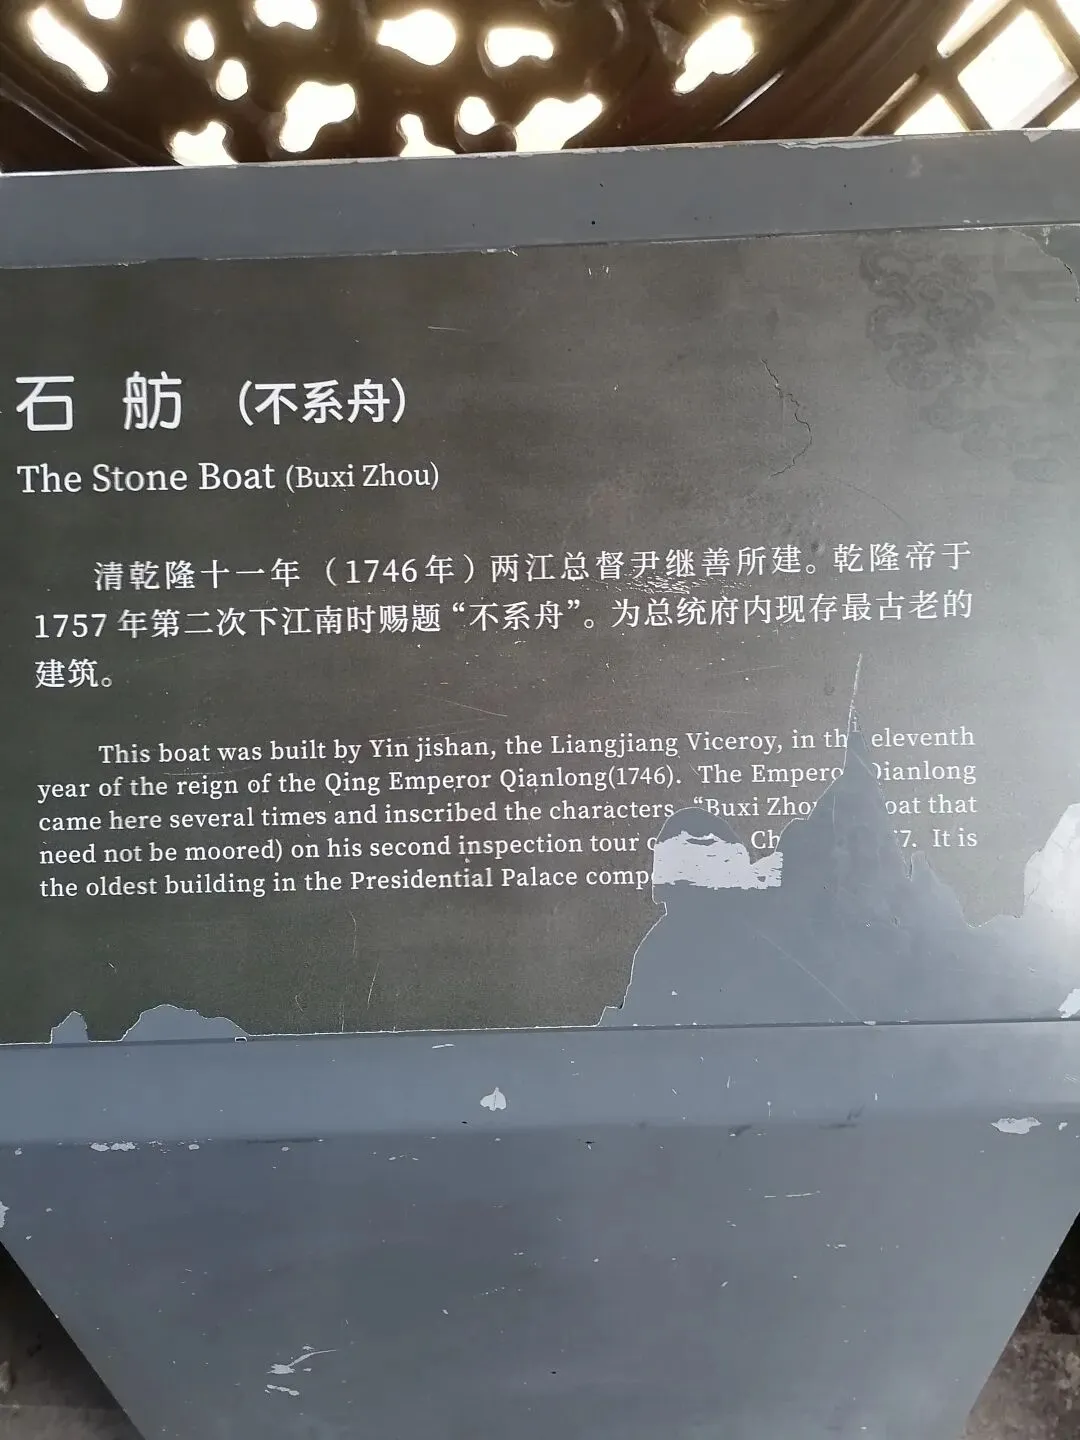 石 舫 (不系舟)
The Stone Boat (Buxi Zhou)
清乾隆十一年（1746年）两江总督尹继善所建。乾隆帝于
1757年第二次下江南时赐题“不系舟”。为总统府内现存最古老的
建筑。
This boat was built by Yin jishan, the Liangjiang Viceroy, in eleventh
year of the reign of the Qing Emperor Qianlong(1746). The
came here several times and inscribed the characters “Buxi that
need not be moored) on his second inspection tour It is
the oldest building in the Presidential Palace